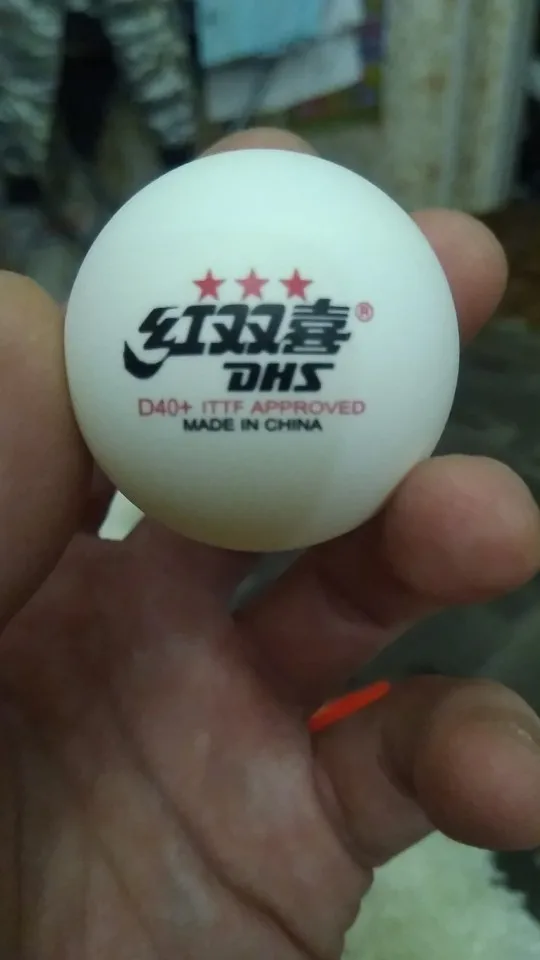 ★★★
红双喜®
DHS
D40+ ITTF APPROVED
MADE IN CHINA